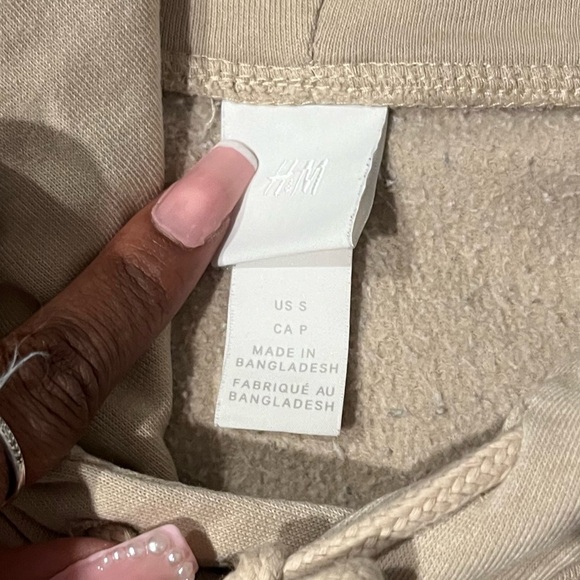 H&M
US S
CA P
MADE IN
BANGLADESH
FABRIQUÉ AU
BANGLADESH